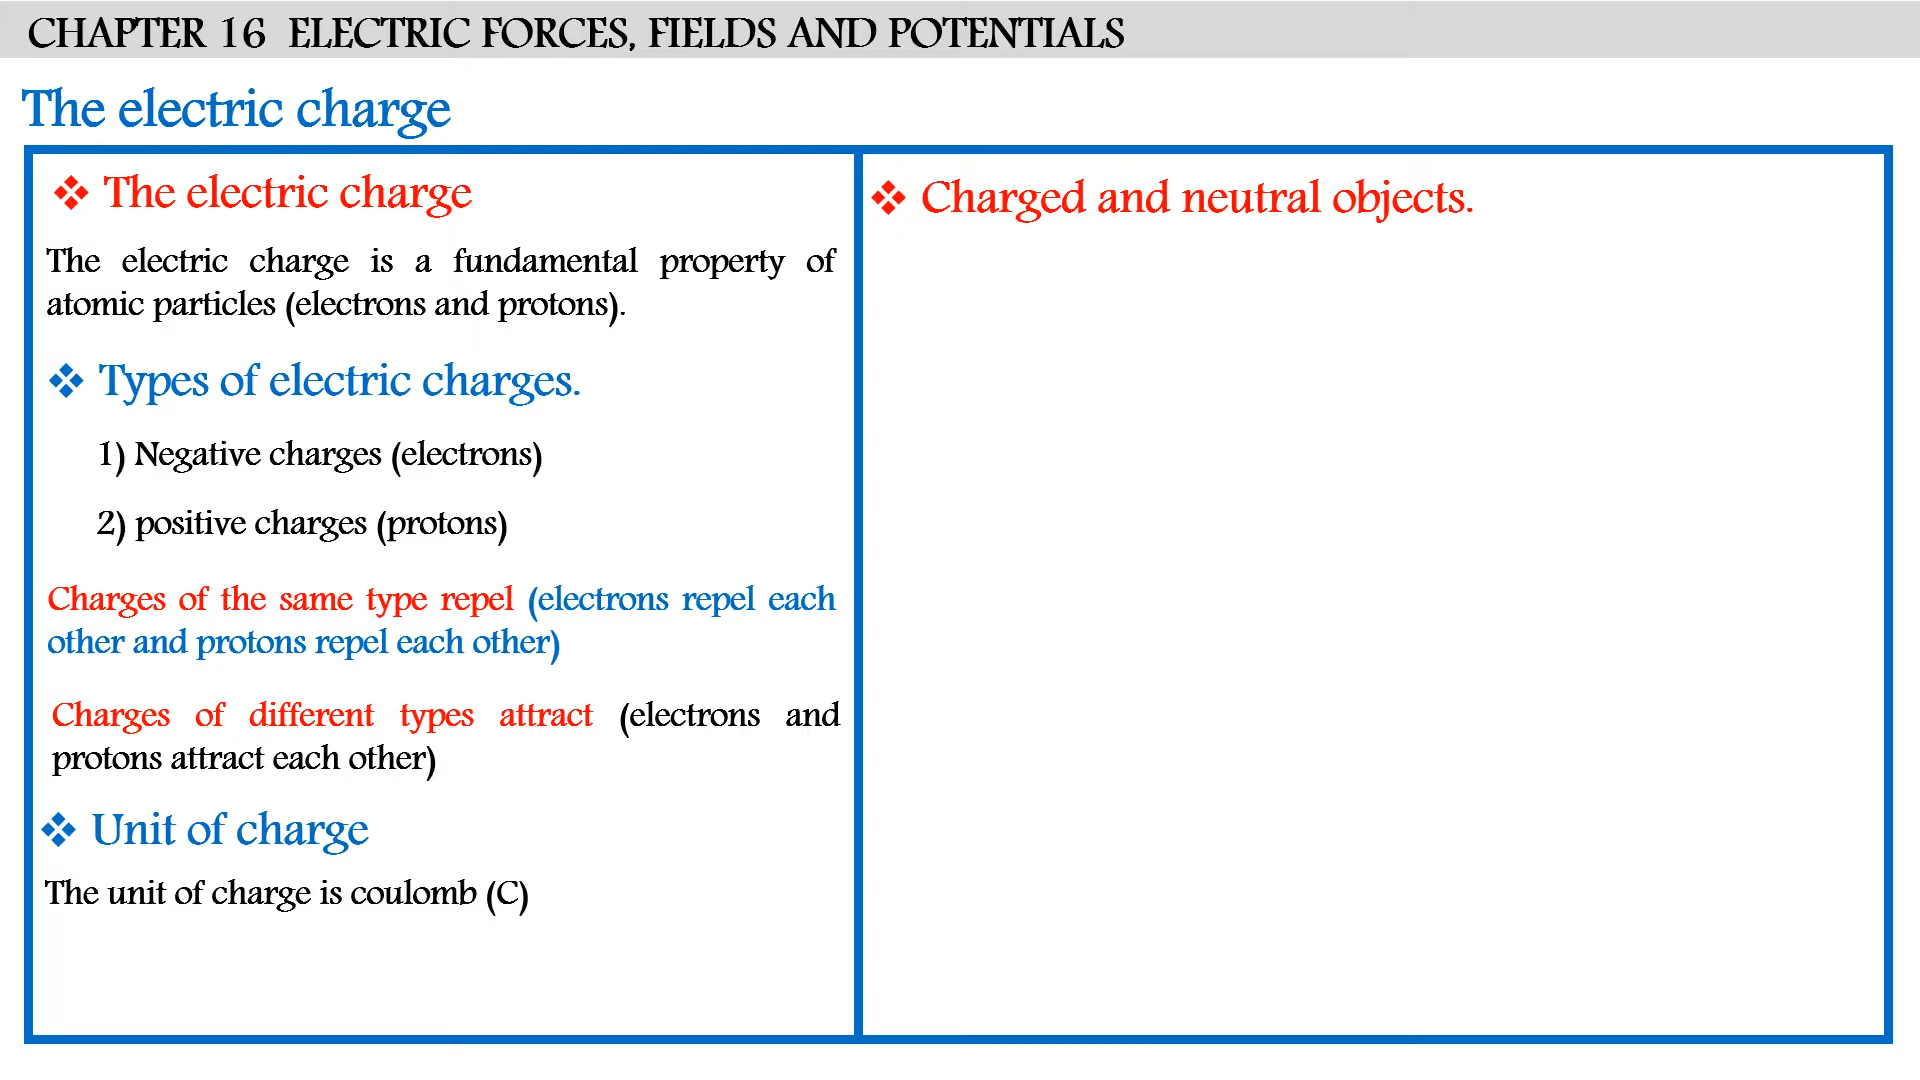 CHAPTER 16 ELECTRIC FORCES, FIELDS AND POTENTIALS
The electric charge
The electric charge
The electric charge is a fundamental property of
atomic particles (electrons and protons).
Types of electric charges.
1) Negative charges (electrons)
2) positive charges (protons)
Charges of the same type repel (electrons repel each
other and protons repel each other)
Charges of different types attract (electrons and
protons attract each other)
Unit of charge
The unit of charge is coulomb (C)
Charged and neutral objects.